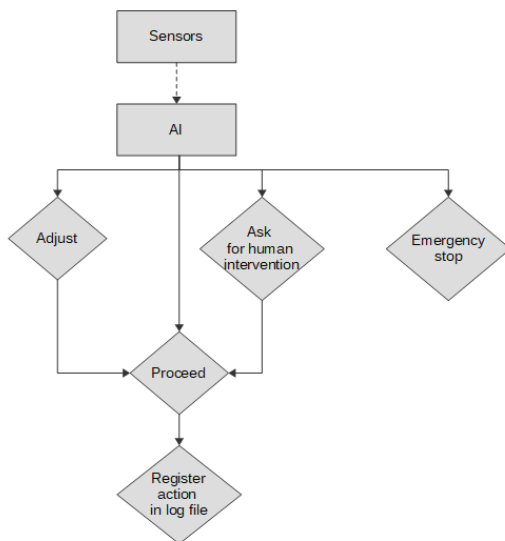 Sensors
AI
Adjust
Ask
for human
intervention
Emergency
stop
Proceed
Register
action
in log file